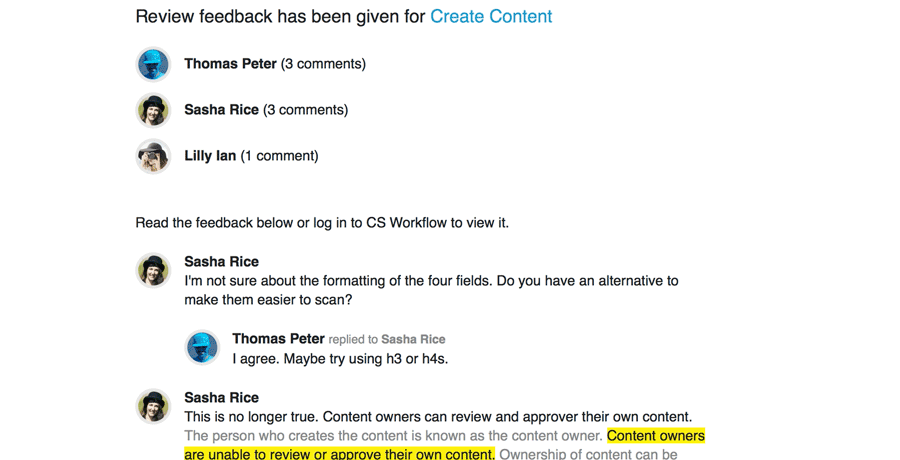 Review feedback has been given for Create Content
Thomas Peter (3 comments)
Sasha Rice (3 comments)
Lilly Ian (1 comment)
Read the feedback below or log in to CS Workflow to view it.
Sasha Rice
I'm not sure about the formatting of the four fields. Do you have an alternative to
make them easier to scan?
Thomas Peter replied to Sasha Rice
I agree. Maybe try using h3 or h4s.
Sasha Rice
This is no longer true. Content owners can review and approver their own content.
The person who creates the content is known as the content owner. Content owners
are unable to review or approve their own content. Ownership of content can be